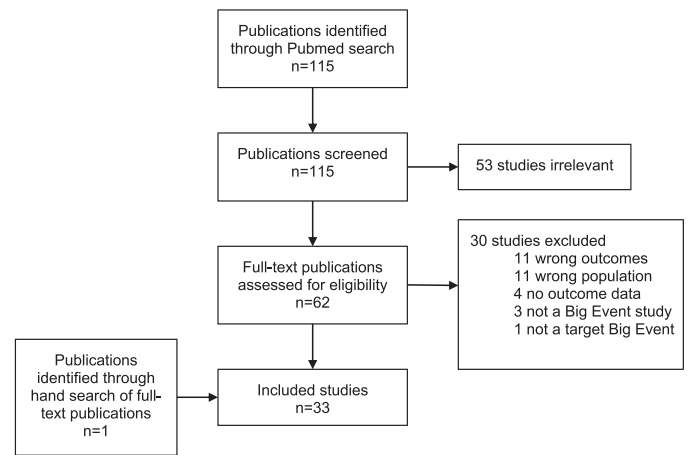 Publications identified
through Pubmed search
n=115
Publications screened
n=115
53 studies irrelevant
Full-text publications
assessed for eligibility
n=62
30 studies excluded
11 wrong outcomes
11 wrong population
4 no outcome data
3 not a Big Event study
1 not a target Big Event
Publications
identified through
hand search of full-
text publications
n=1
Included studies
n=33